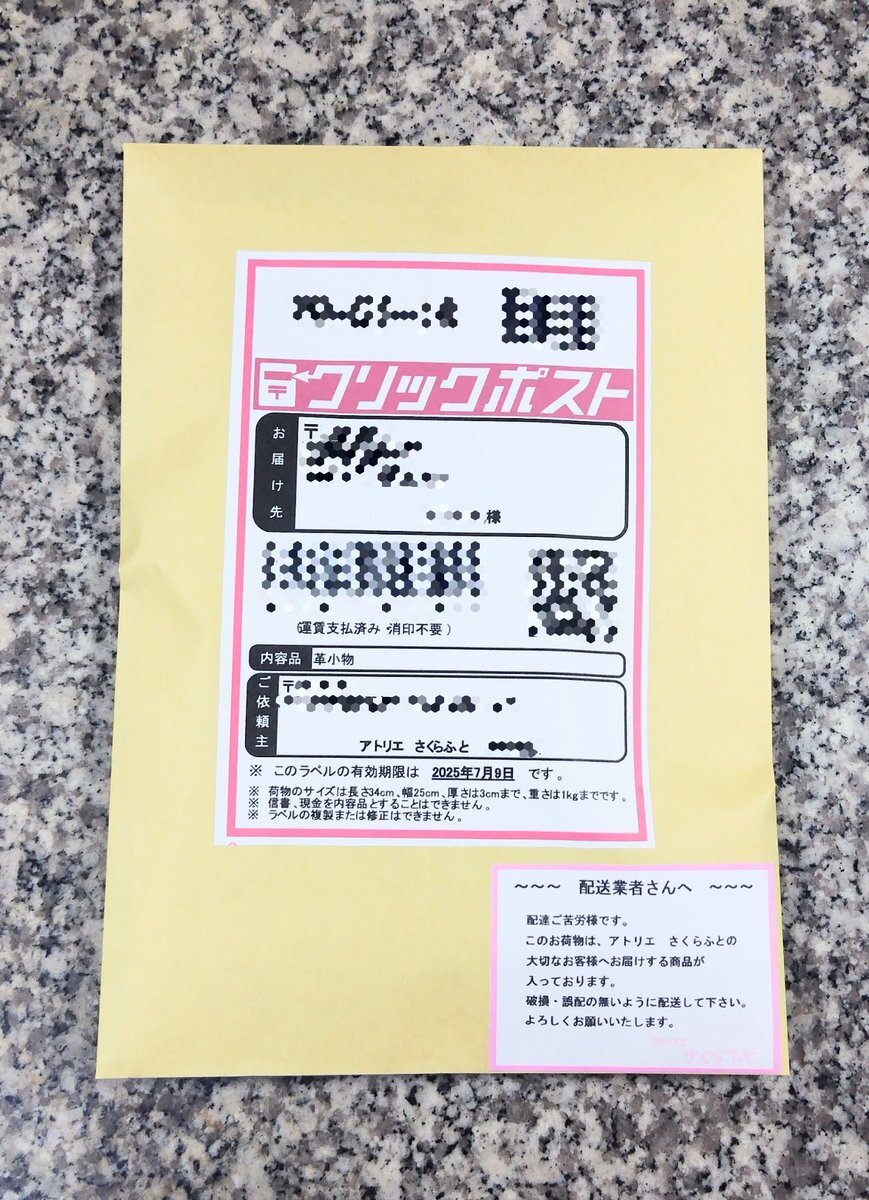 クリックポスト
お届け先
〒
様
(運賃支払済み・消印不要)
内容品 革小物
ご依頼主
〒
アトリエ さくらふと
※ このラベルの有効期限は 2025年7月9日 です。
※ 荷物のサイズは長さ34cm、幅25cm、厚さは3cmまで、重さは1kgまでです。
※ 信書、現金を内容品とすることはできません。
※ ラベルの複製または修正はできません。
～～～ 配送業者さんへ ～～～
配達ご苦労様です。
このお荷物は、アトリエ さくらふとの
大切なお客様へお届けする商品が
入っております。
破損・誤配の無いように配送して下さい。
よろしくお願いいたします。
アトリエ
さくらふと